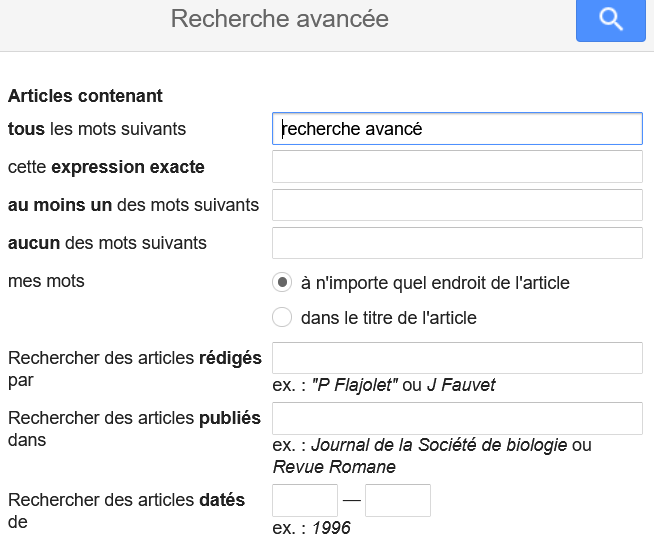 Recherche avancée
Articles contenant
tous les mots suivants
recherche avancé
cette expression exacte
au moins un des mots suivants
aucun des mots suivants
mes mots
à n'importe quel endroit de l'article
dans le titre de l'article
Rechercher des articles rédigés
par
ex. : "P Flajolet" ou J Fauvet
Rechercher des articles publiés
dans
ex. : Journal de la Société de biologie ou
Revue Romane
Rechercher des articles datés
de
—
ex. : 1996